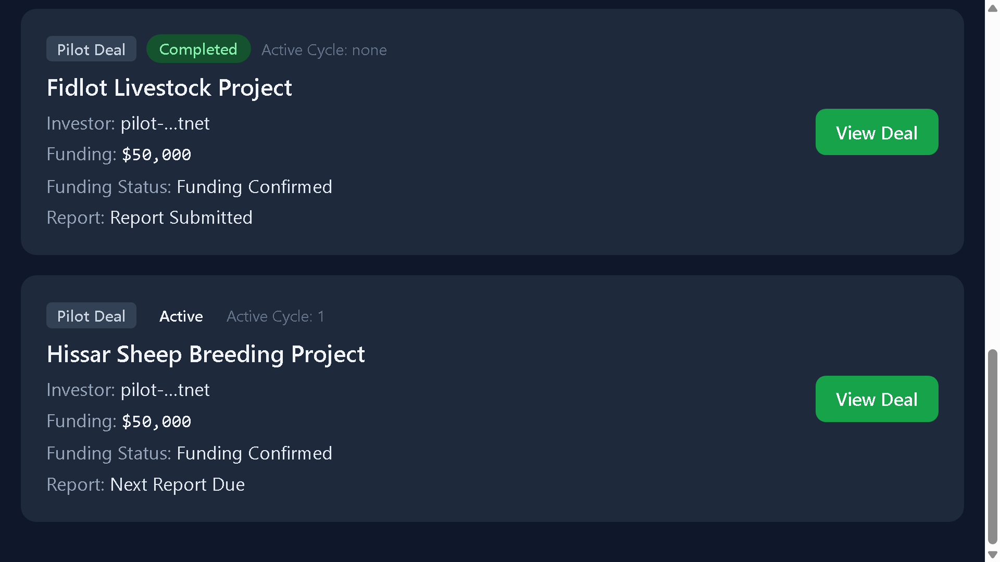 Pilot Deal Completed Active Cycle: none
Fidlot Livestock Project
Investor: pilot-...tnet
Funding: $50,000
View Deal
Funding Status: Funding Confirmed
Report: Report Submitted
Pilot Deal Active Active Cycle: 1
Hissar Sheep Breeding Project
Investor: pilot-...tnet
Funding: $50,000
View Deal
Funding Status: Funding Confirmed
Report: Next Report Due